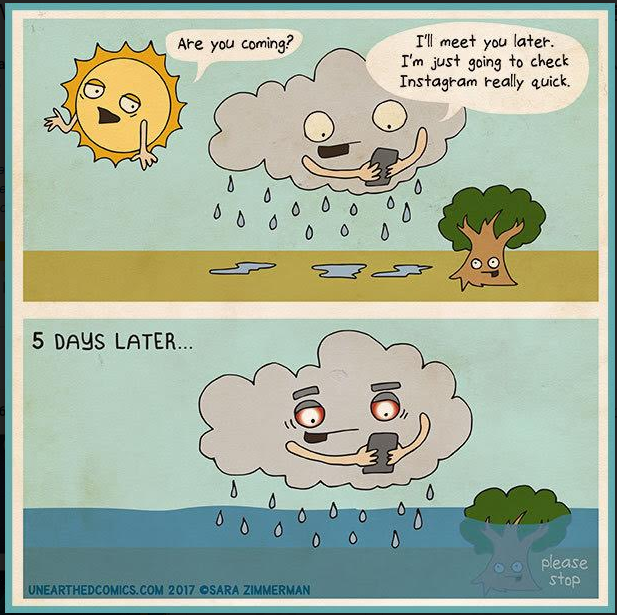 Are you coming?
I'll meet you later.
I'm just going to check
Instagram really quick.
5 DAYS LATER...
please
stop
UNEARTHEDCOMICS.COM 2017 ©SARA ZIMMERMAN